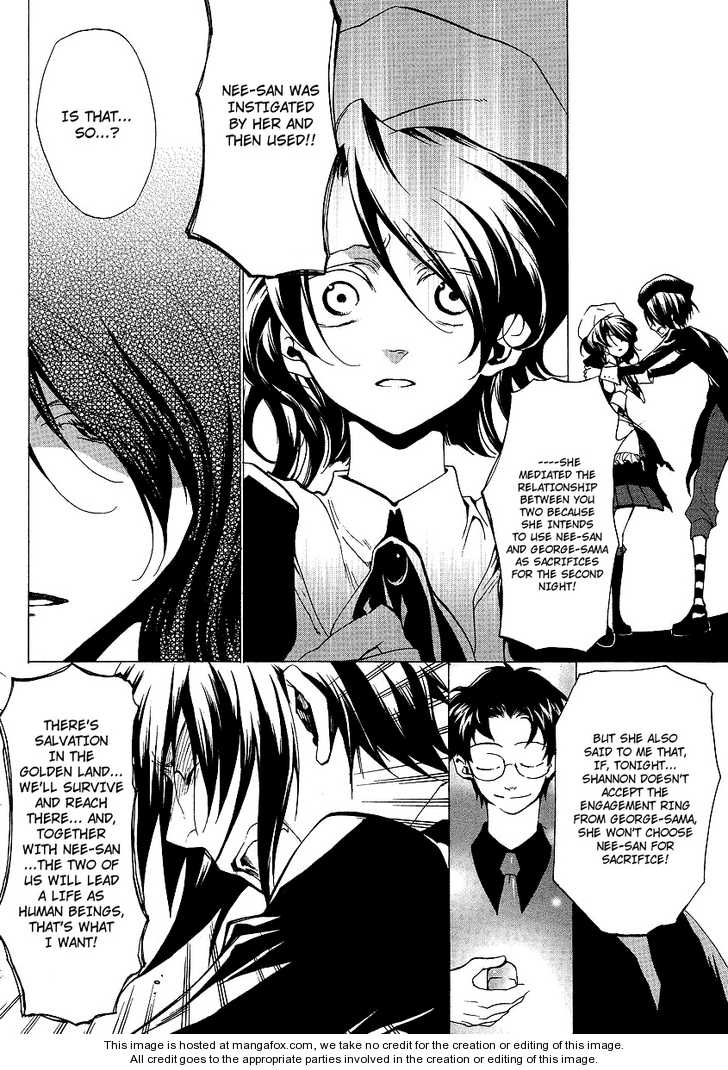 ----SHE
MEDIATED THE
RELATIONSHIP
BETWEEN YOU
TWO BECAUSE
SHE INTENDS
TO USE NEE-SAN
AND GEORGE-SAMA
AS SACRIFICES
FOR THE SECOND
NIGHT!
NEE-SAN WAS
INSTIGATED
BY HER AND
THEN USED!!
IS THAT...
SO...?
BUT SHE ALSO
SAID TO ME THAT,
IF, TONIGHT...
SHANNON DOESN'T
ACCEPT THE
ENGAGEMENT RING
FROM GEORGE-SAMA,
SHE WON'T CHOOSE
NEE-SAN FOR
SACRIFICE!
THERE'S
SALVATION
IN THE
GOLDEN LAND...
WE'LL SURVIVE
AND REACH
THERE... AND,
TOGETHER
WITH NEE-SAN
...THE TWO OF
US WILL LEAD
A LIFE AS
HUMAN BEINGS,
THAT'S WHAT
I WANT!
This image is hosted at mangafox.com, we take no credit for the creation or editing of this image.
All credit goes to the appropriate parties involved in the creation or editing of this image.